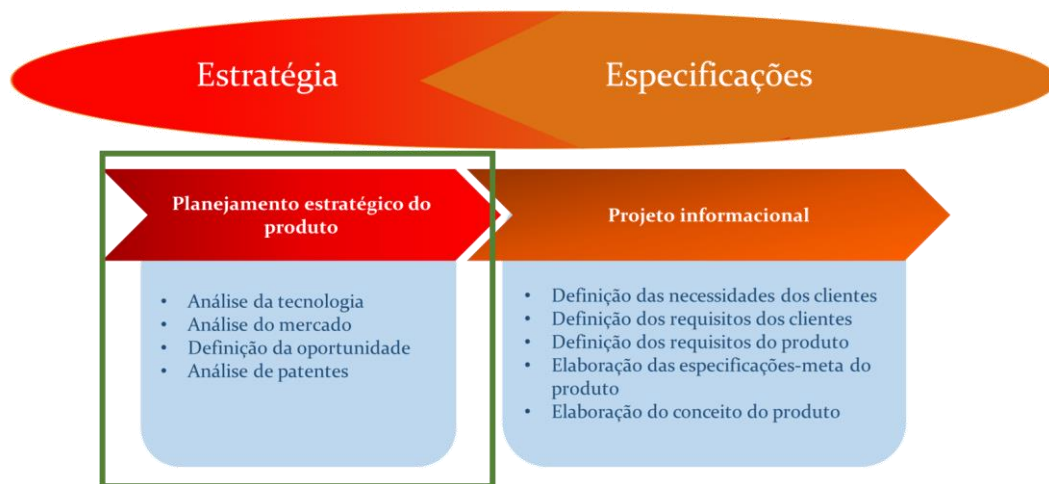 Estratégia
Especificações
Planejamento estratégico do
produto
Projeto informacional
• Análise da tecnologia
• Análise do mercado
• Definição da oportunidade
• Análise de patentes
• Definição das necessidades dos clientes
• Definição dos requisitos dos clientes
• Definição dos requisitos do produto
• Elaboração das especificações-meta do
produto
• Elaboração do conceito do produto